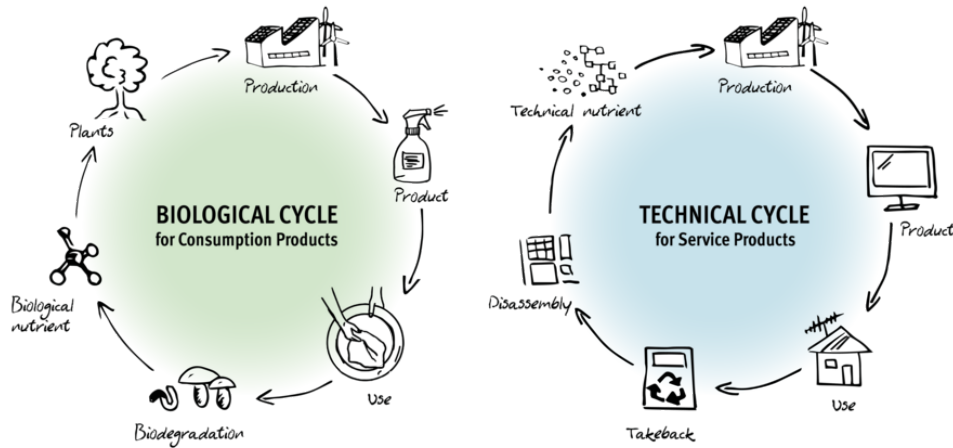 Production
Plants
Product
BIOLOGICAL CYCLE
for Consumption Products
Biological
nutrient
Use
Biodegradation
Production
Technical nutrient
Product
TECHNICAL CYCLE
for Service Products
Disassembly
Use
Takeback